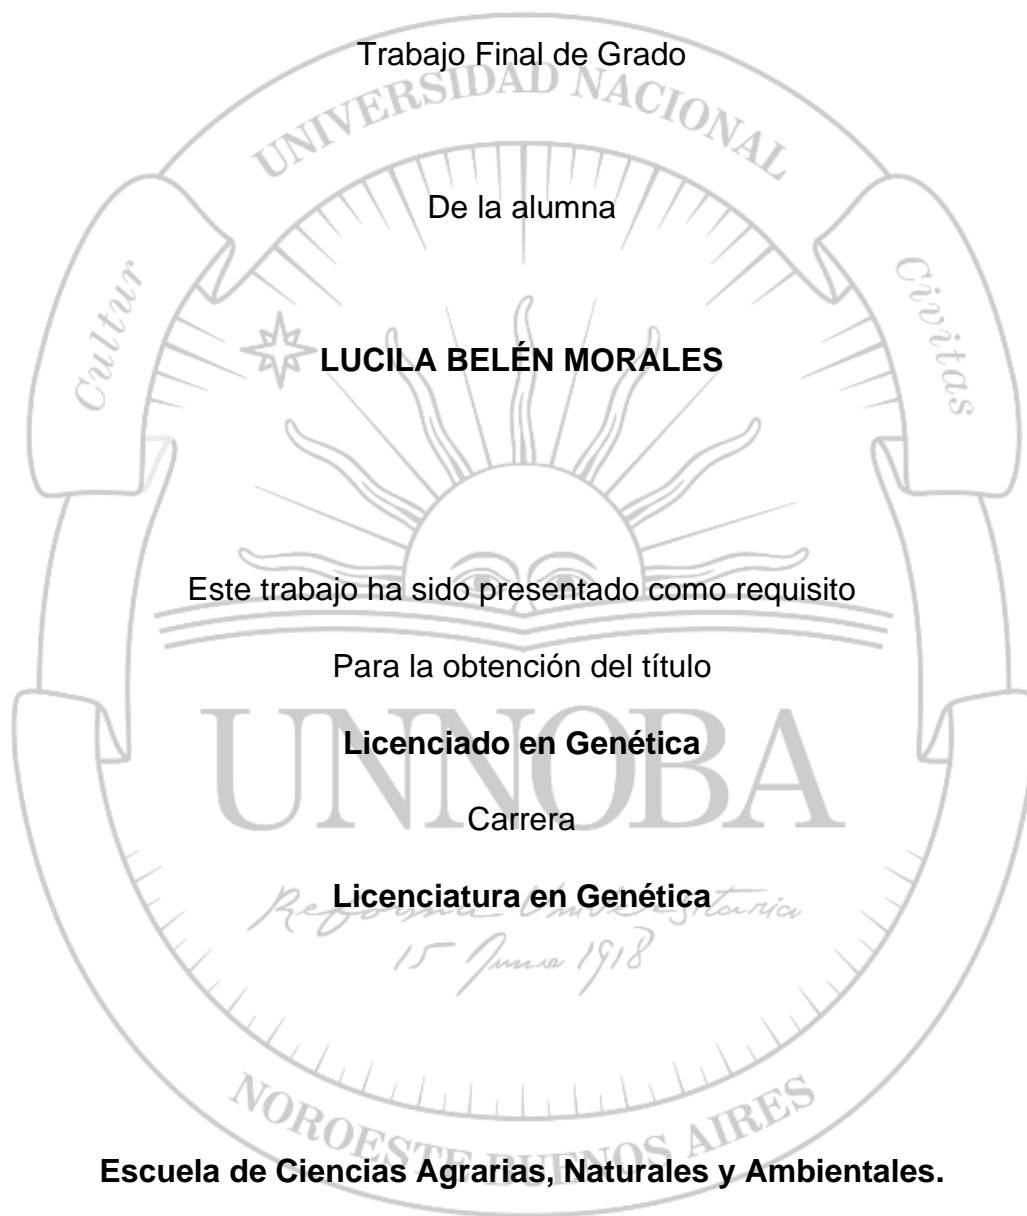 Trabajo Final de Grado
UNIVERSIDAD NACIONAL
De la alumna
Cultur
Civitas
LUCILA BELÉN MORALES
Este trabajo ha sido presentado como requisito
Para la obtención del título
UNNOBA
Licenciado en Genética
Carrera
Licenciatura en Genética
Reforma Universitaria
15 Junio 1918
NOROESTE BUENOS AIRES
Escuela de Ciencias Agrarias, Naturales y Ambientales.